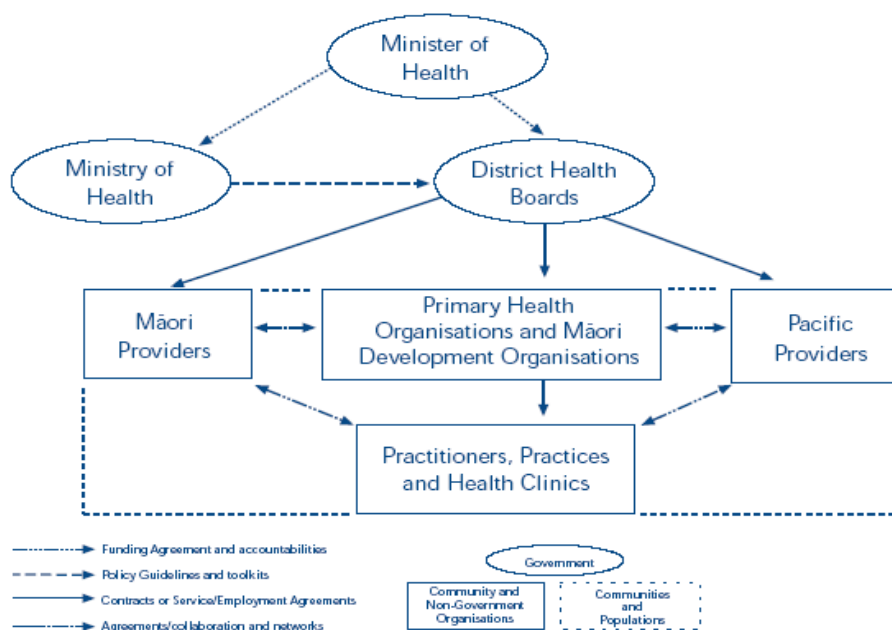 Minister of
Health
Ministry of
Health
District Health
Boards
Māori
Providers
Primary Health
Organisations and Māori
Development Organisations
Pacific
Providers
Practitioners, Practices
and Health Clinics
Funding Agreement and accountabilities
Policy Guidelines and toolkits
Contracts or Service/Employment Agreements
Agreements/collaboration and networks
Government
Community and
Non-Government
Organisations
Communities
and
Populations